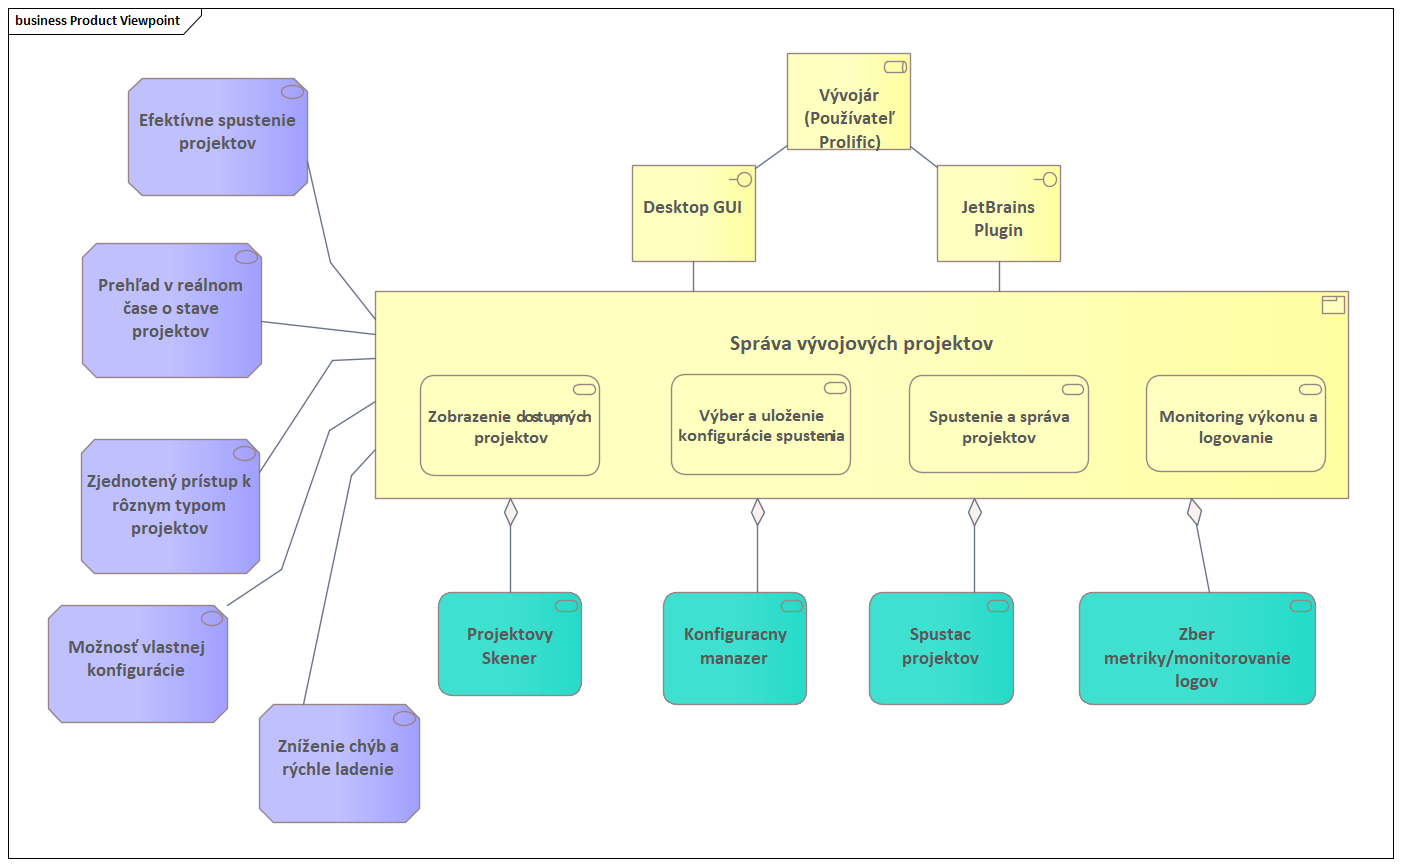 business Product Viewpoint
Vývojár
(Používateľ
Prolific)
Desktop GUI
JetBrains
Plugin
Efektívne spustenie
projektov
Prehľad v reálnom
čase o stave
projektov
Zjednotený prístup k
rôznym typom
projektov
Možnosť vlastnej
konfigurácie
Zníženie chýb a
rýchle ladenie
Správa vývojových projektov
Zobrazenie dostupných
projektov
Výber a uloženie
konfigurácie spustenia
Spustenie a správa
projektov
Monitoring výkonu a
logovanie
Projektovy
Skener
Konfiguracny
manazer
Spustac
projektov
Zber
metriky/monitorovanie
logov